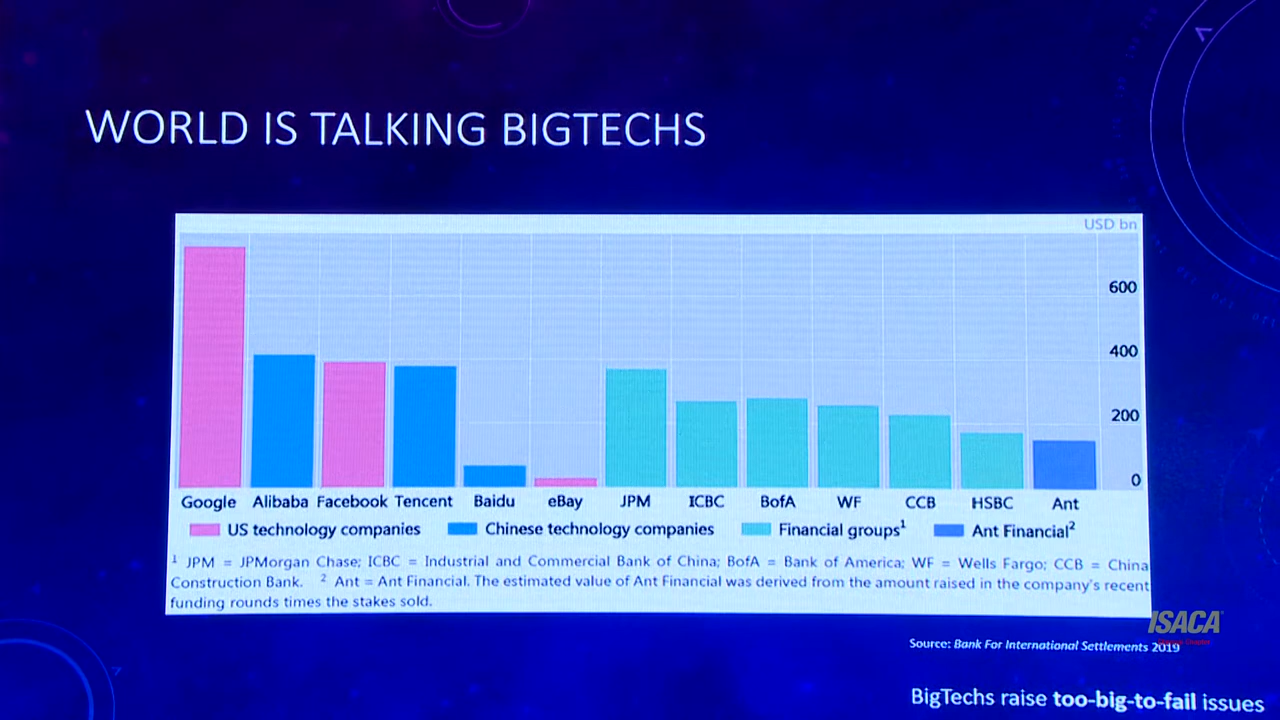 WORLD IS TALKING BIGTECHS
USD bn
600
400
200
0
Google Alibaba Facebook Tencent Baidu eBay JPM ICBC BofA WF CCB HSBC Ant
US technology companies Chinese technology companies Financial groups¹ Ant Financial²
¹ JPM = JPMorgan Chase; ICBC = Industrial and Commercial Bank of China; BofA = Bank of America; WF = Wells Fargo; CCB = China
Construction Bank. ² Ant = Ant Financial. The estimated value of Ant Financial was derived from the amount raised in the company's recent
funding rounds times the stakes sold.
ISACA
Source: Bank For International Settlements 2019
BigTechs raise too-big-to-fail issues